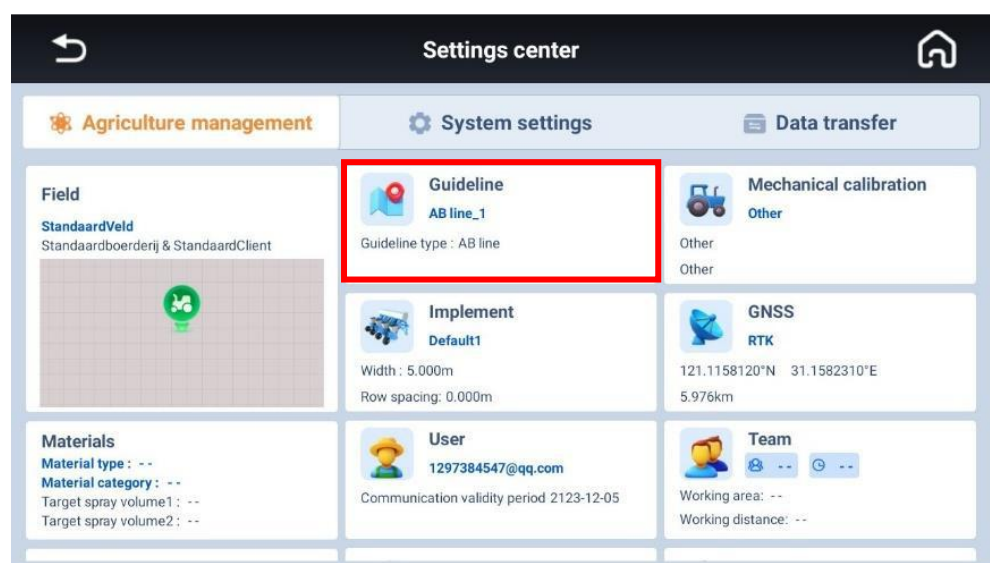 Settings center
Agriculture management
System settings
Data transfer
Field
StandaardVeld
Standaardboerderij & StandaardClient
Guideline
AB line_1
Guideline type : AB line
Mechanical calibration
Other
Other
Other
Implement
Default1
Width : 5.000m
Row spacing: 0.000m
GNSS
RTK
121.1158120°N 31.1582310°E
5.976km
Materials
Material type : --
Material category : --
Target spray volume1 : --
Target spray volume2 : --
User
1297384547@qq.com
Communication validity period 2123-12-05
Team
-- --
Working area: --
Working distance: --